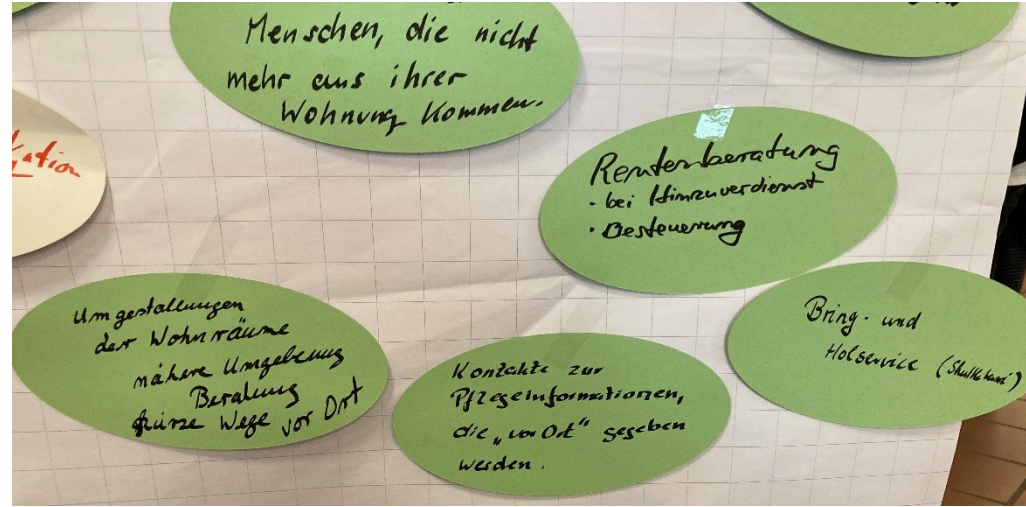 Menschen, die nicht
mehr aus ihrer
Wohnung kommen.
Rentenberatung
· bei Hinzuverdienst
· Besteuerung
Umgestaltungen
der Wohnräume
nähere Umgebung
Beratung
kurze Wege vor Ort
Kontakte zur
Pflegeinformationen,
die „vor Ort" gegeben
werden.
Bring- und
Holservice